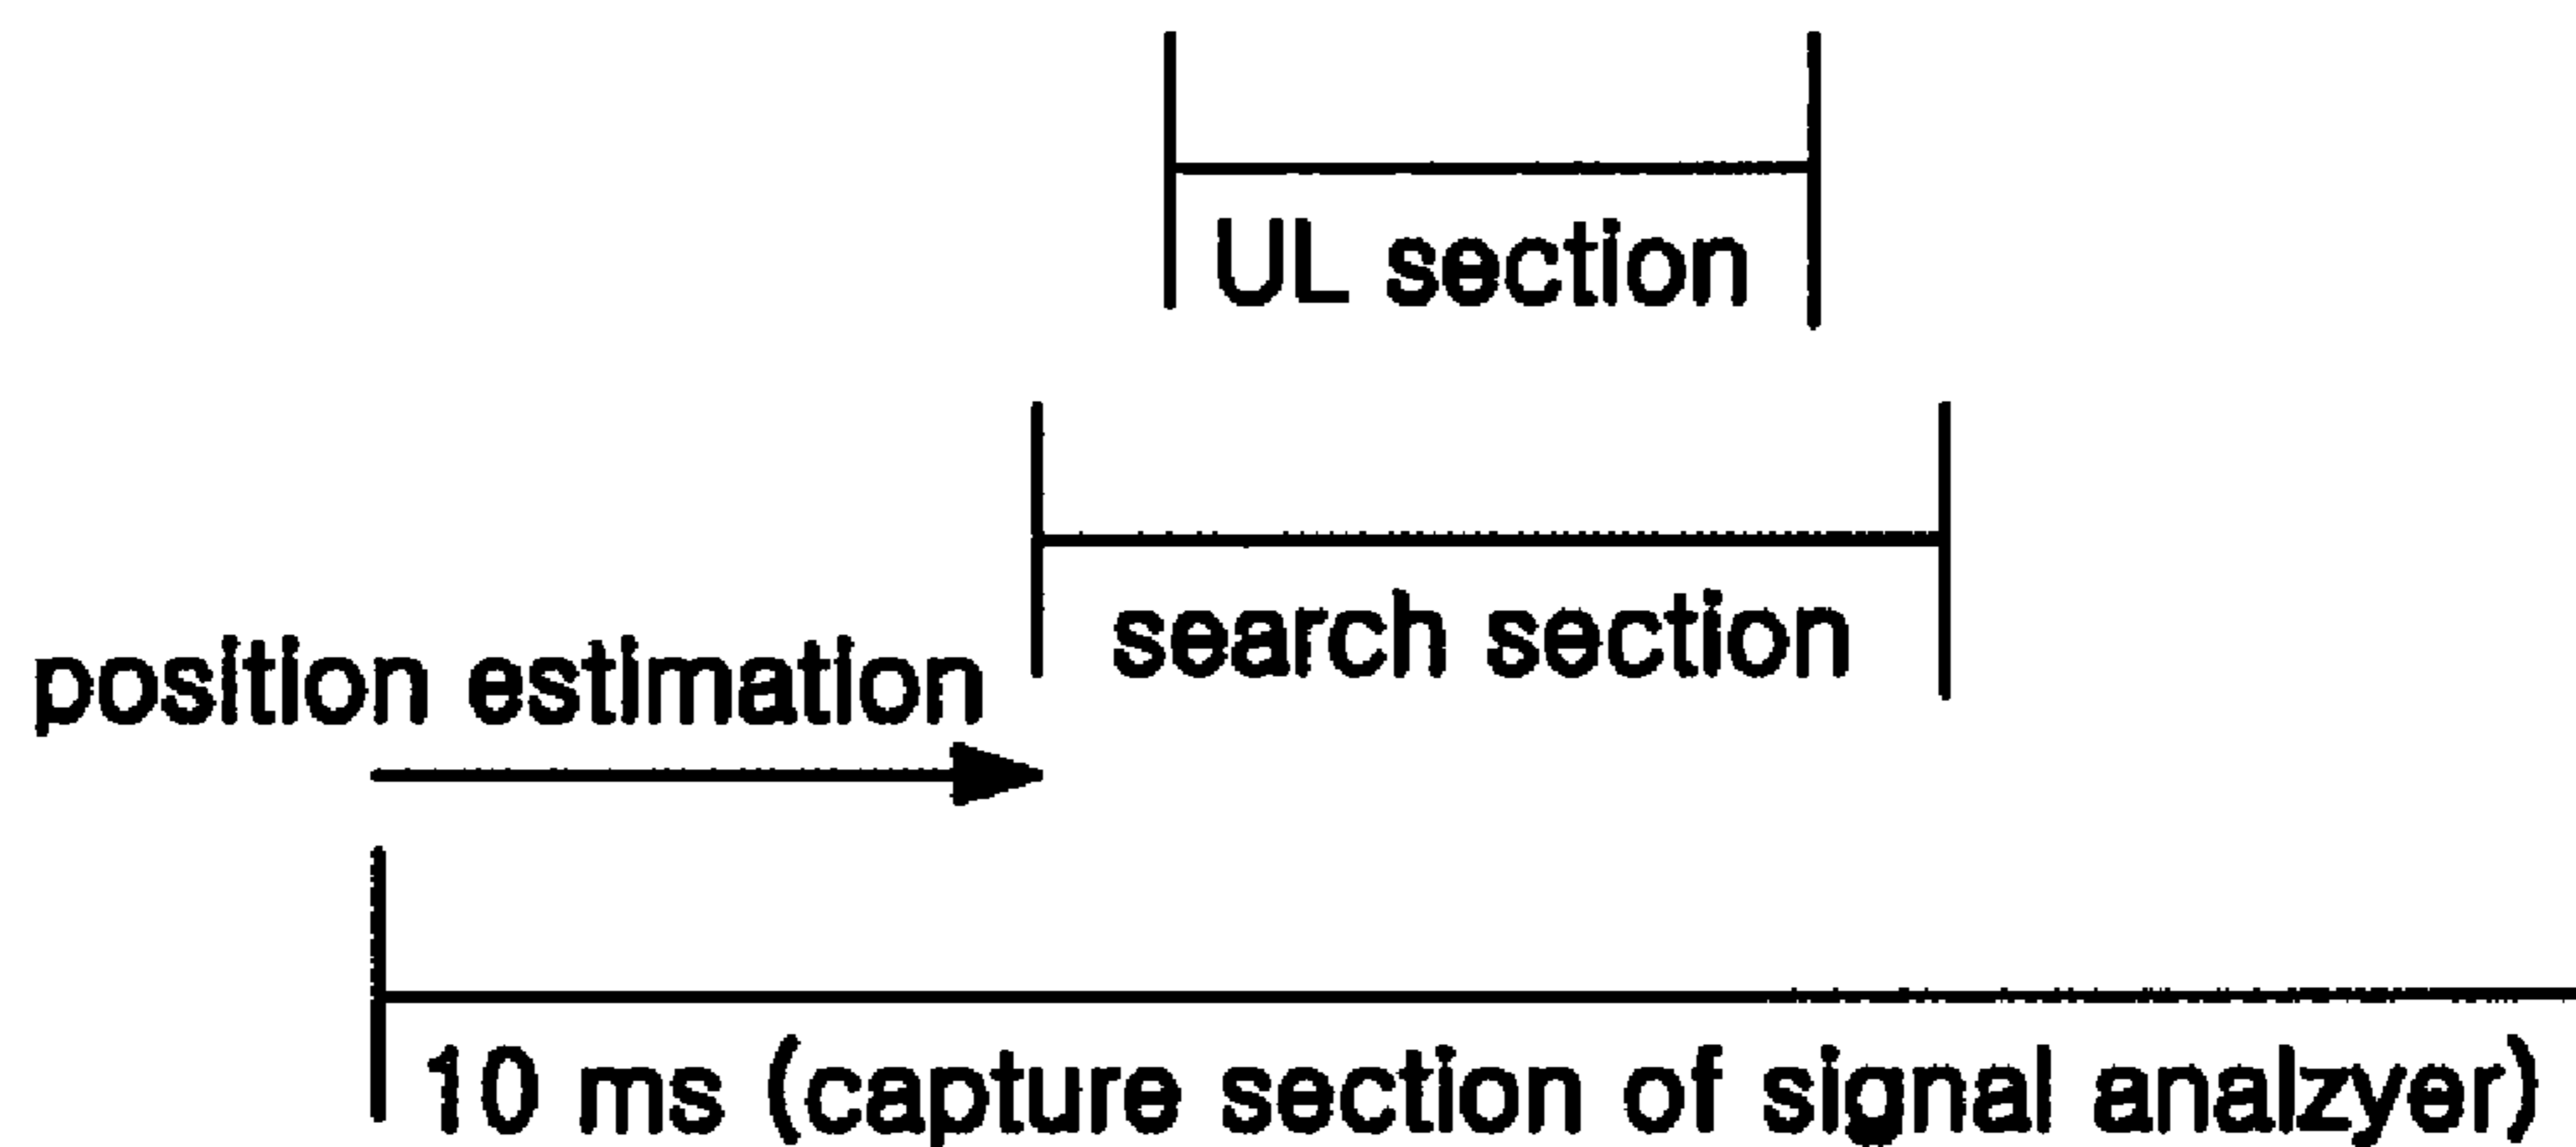 UL section
search section
position estimation
10 ms (capture section of signal analzyer)